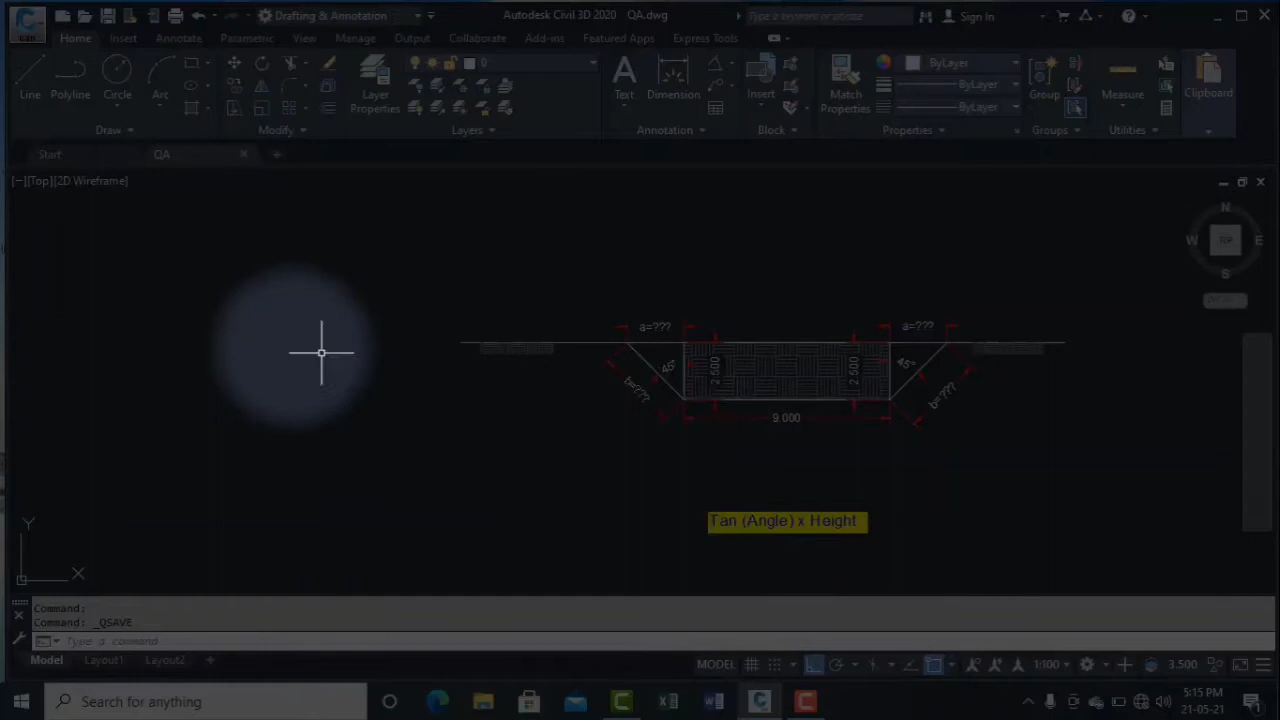 Drafting & Annotation
Autodesk Civil 3D 2020 QA.dwg
Type a keyword or phrase
Sign In
C3D
Home Insert Annotate Parametric View Manage Output Collaborate Add-ins Featured Apps Express Tools
Line Polyline Circle Arc
Layer Properties
0
Text Dimension
Insert
Match Properties
ByLayer
ByLayer
ByLayer
Group
Measure
Clipboard
Draw Modify Layers Annotation Block Properties Groups Utilities
Start QA
[−][Top][2D Wireframe]
N
W TOP E
S
a=??? a=???
45° 2.500 2.500 45°
b=??? b=???
9.000
Tan (Angle) x Height
Y
X
Command:
Command: _QSAVE
Type a command
Model Layout1 Layout2 +
MODEL 1:100 3.500
Search for anything
5:15 PM
21-05-21